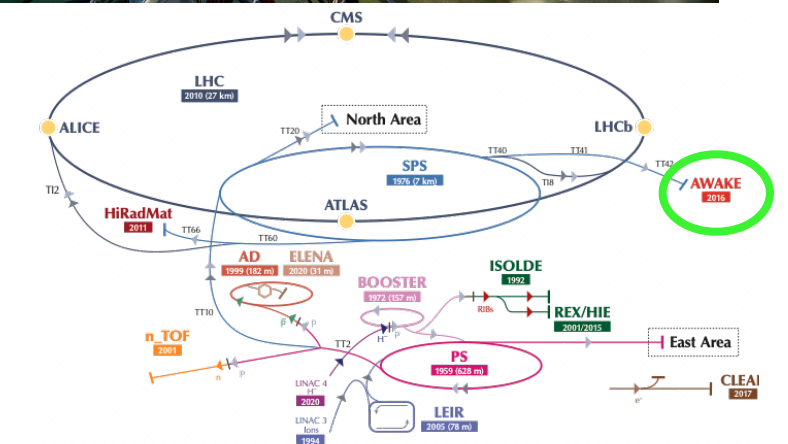 CMS
LHC
2010 (27 km)
ALICE
LHCb
TT20
North Area
SPS
1976 (7 km)
TT40
TT41
TT42
TI8
TI2
AWAKE
2016
HiRadMat
2011
ATLAS
TT66
TT60
AD
1999 (182 m)
ELENA
2020 (31 m)
BOOSTER
1972 (157 m)
ISOLDE
1992
RIBs
REX/HIE
2001/2015
TT10
p̄
p
H⁻
p
n_TOF
2001
TT2
East Area
n
p
PS
1959 (628 m)
LINAC 4
H⁻
2020
CLEAI
2017
e⁻
LINAC 3
Ions
1994
LEIR
2005 (78 m)